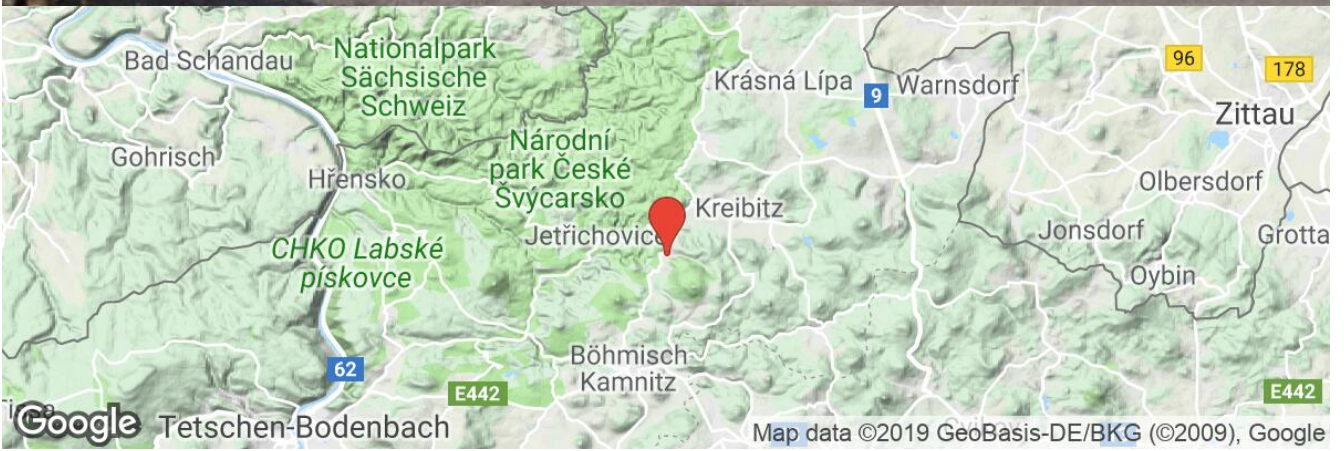 Nationalpark
Sächsische
Schweiz
Bad Schandau
Krásná Lípa
9
Warnsdorf
96
178
Zittau
Gohrisch
Hřensko
Národní
park České
Švýcarsko
Olbersdorf
Kreibitz
Jetřichovice
Jonsdorf
Grotta
CHKO Labské
pískovce
Oybin
Böhmisch
Kamnitz
62
E442
E442
Google
Tetschen-Bodenbach
Map data ©2019 GeoBasis-DE/BKG (©2009), Google